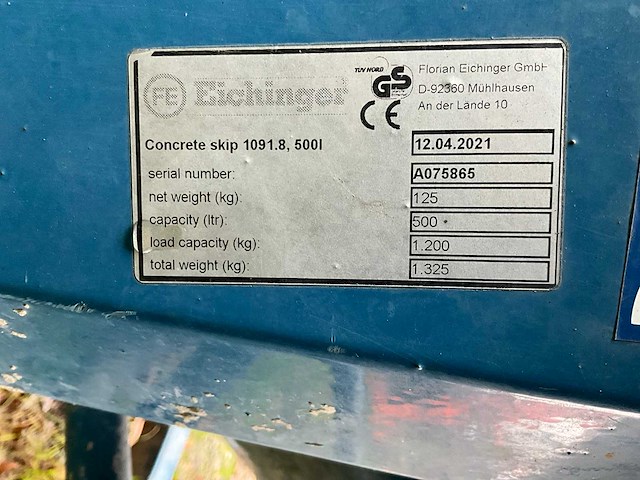 FE Eichinger
TÜV NORD GS
CE
Florian Eichinger GmbH
D-92360 Mühlhausen
An der Lände 10
Concrete skip 1091.8, 500l 12.04.2021
serial number: A075865
net weight (kg): 125
capacity (ltr): 500
load capacity (kg): 1.200
total weight (kg): 1.325